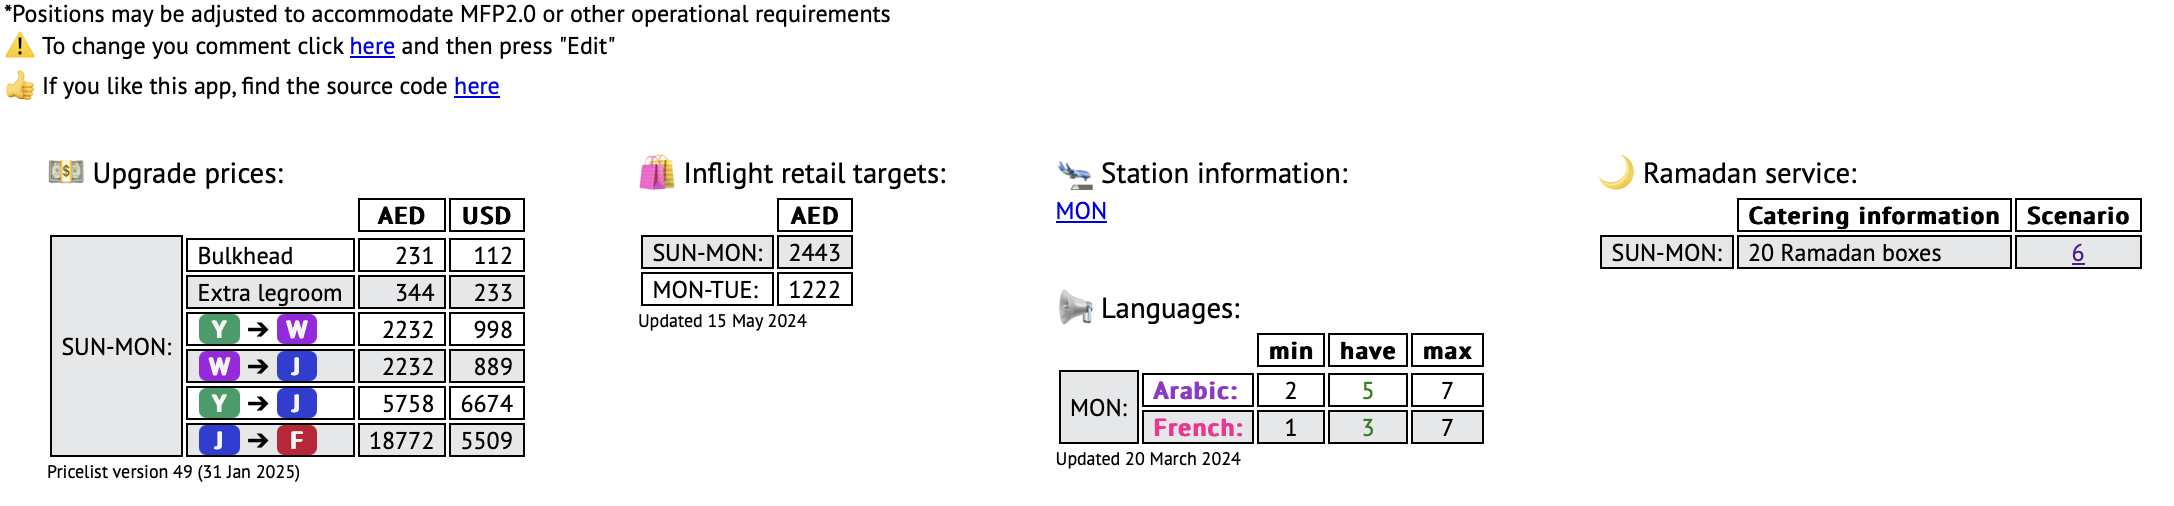 *Positions may be adjusted to accommodate MFP2.0 or other operational requirements
⚠️ To change you comment click here and then press "Edit"
👍 If you like this app, find the source code here
💵 Upgrade prices:
AED USD
SUN-MON:
Bulkhead 231 112
Extra legroom 344 233
Y ➔ W 2232 998
W ➔ J 2232 889
Y ➔ J 5758 6674
J ➔ F 18772 5509
Pricelist version 49 (31 Jan 2025)
🛍️ Inflight retail targets:
AED
SUN-MON: 2443
MON-TUE: 1222
Updated 15 May 2024
🛬 Station information:
MON
📢 Languages:
min have max
MON:
Arabic: 2 5 7
French: 1 3 7
Updated 20 March 2024
🌙 Ramadan service:
Catering information Scenario
SUN-MON: 20 Ramadan boxes 6